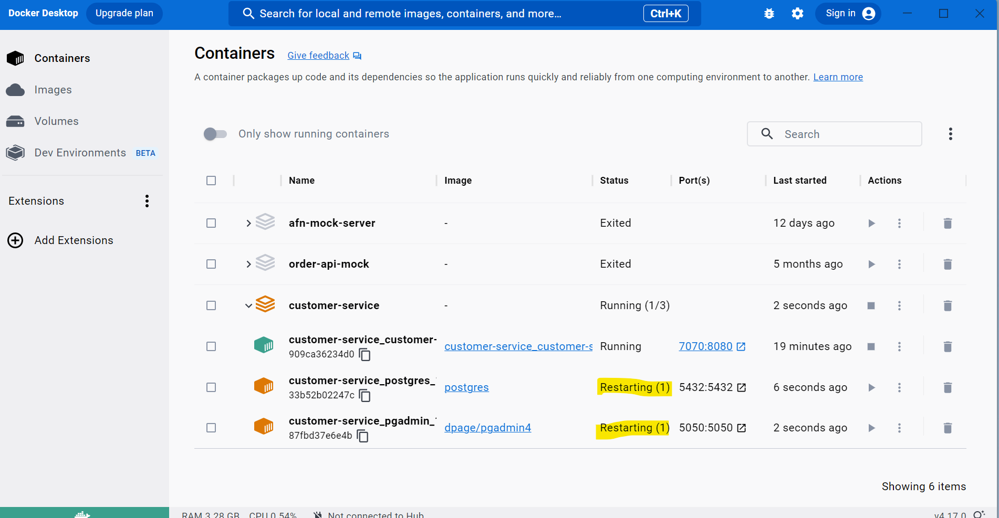 Docker Desktop Upgrade plan Search for local and remote images, containers, and more... Ctrl+K Sign in
Containers
Images
Volumes
Dev Environments BETA
Extensions
Add Extensions
Containers Give feedback
A container packages up code and its dependencies so the application runs quickly and reliably from one computing environment to another. Learn more
Only show running containers Search
Name Image Status Port(s) Last started Actions
afn-mock-server - Exited 12 days ago
order-api-mock - Exited 5 months ago
customer-service - Running (1/3) 2 seconds ago
customer-service_customer-
909ca36234d0 customer-service_customer-s Running 7070:8080 19 minutes ago
customer-service_postgres_
33b52b02247c postgres Restarting (1) 5432:5432 6 seconds ago
customer-service_pgadmin_
87fbd37e6e4b dpage/pgadmin4 Restarting (1) 5050:5050 2 seconds ago
Showing 6 items
RAM 3.28 GB CPU 0.54% Not connected to Hub v4.17.0